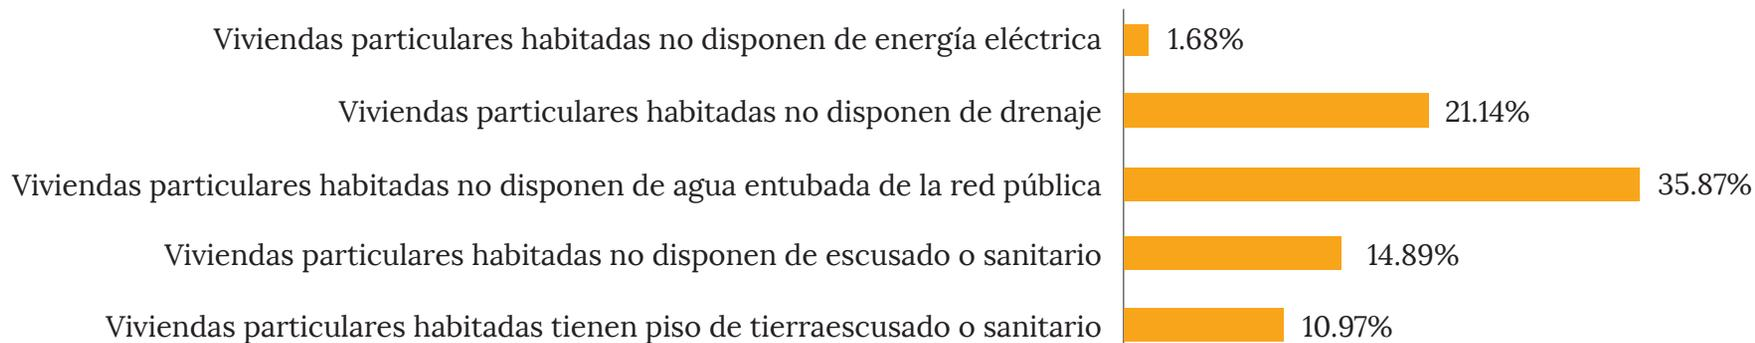 Viviendas particulares habitadas no disponen de energía eléctrica 1.68%
Viviendas particulares habitadas no disponen de drenaje 21.14%
Viviendas particulares habitadas no disponen de agua entubada de la red pública 35.87%
Viviendas particulares habitadas no disponen de escusado o sanitario 14.89%
Viviendas particulares habitadas tienen piso de tierraescusado o sanitario 10.97%